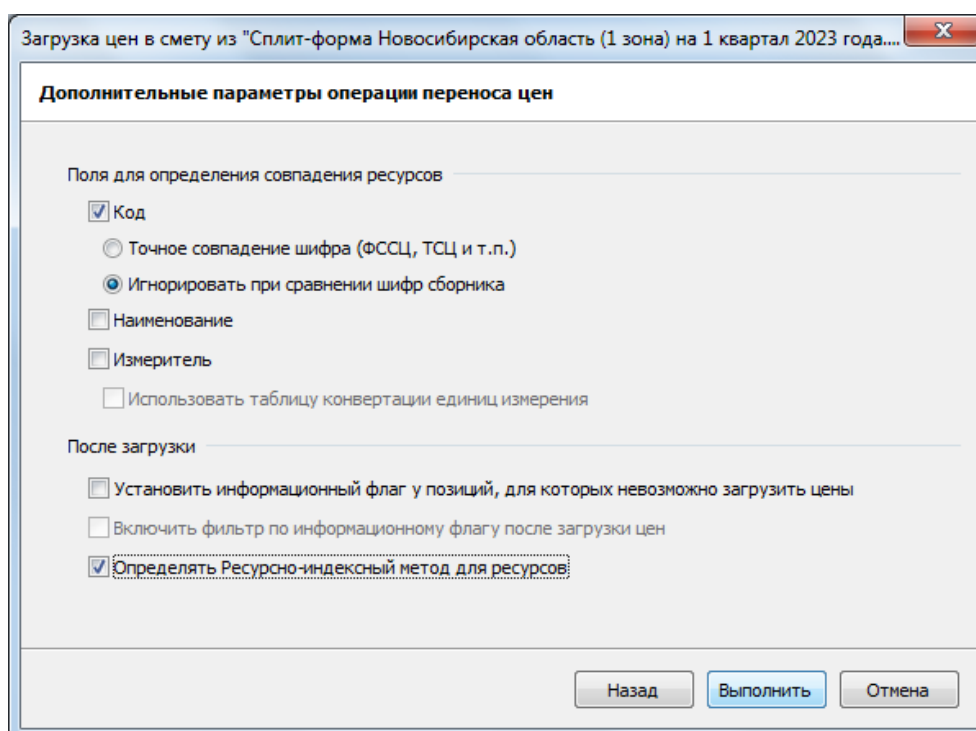 Загрузка цен в смету из "Сплит-форма Новосибирская область (1 зона) на 1 квартал 2023 года....
Дополнительные параметры операции переноса цен
Поля для определения совпадения ресурсов
Код
Точное совпадение шифра (ФССЦ, ТСЦ и т.п.)
Игнорировать при сравнении шифр сборника
Наименование
Измеритель
Использовать таблицу конвертации единиц измерения
После загрузки
Установить информационный флаг у позиций, для которых невозможно загрузить цены
Включить фильтр по информационному флагу после загрузки цен
Определять Ресурсно-индексный метод для ресурсов
Назад Выполнить Отмена